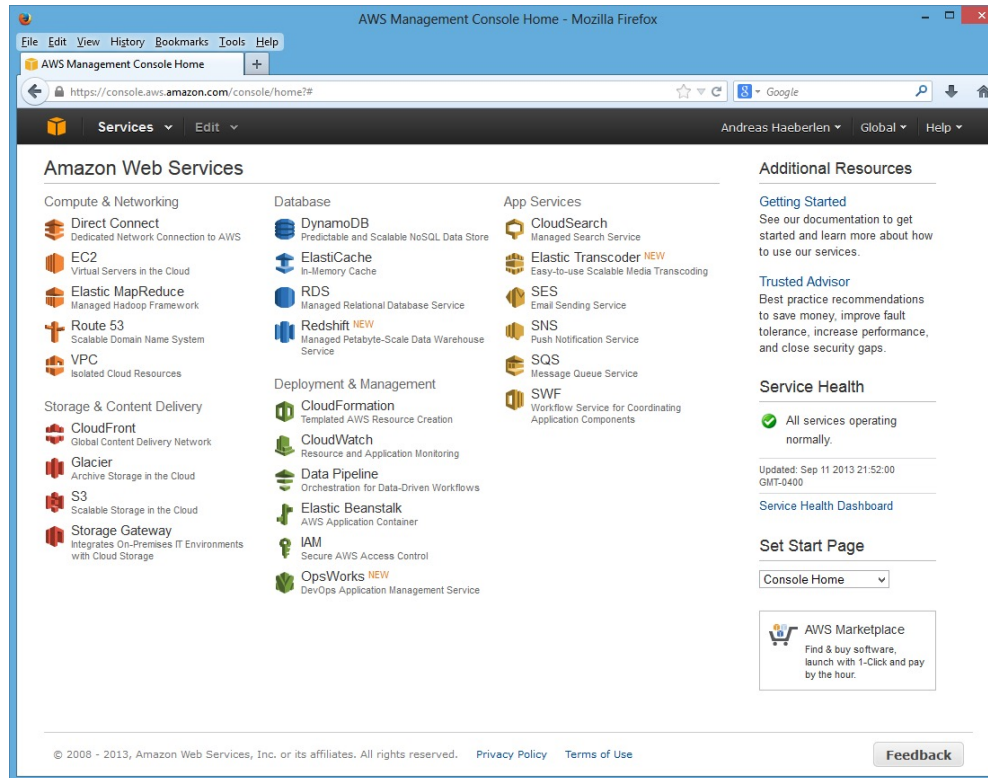 AWS Management Console Home - Mozilla Firefox
File Edit View History Bookmarks Tools Help
AWS Management Console Home
https://console.aws.amazon.com/console/home?#
Google
Services Edit Andreas Haeberlen Global Help
Amazon Web Services
Compute & Networking
Direct Connect
Dedicated Network Connection to AWS
EC2
Virtual Servers in the Cloud
Elastic MapReduce
Managed Hadoop Framework
Route 53
Scalable Domain Name System
VPC
Isolated Cloud Resources
Storage & Content Delivery
CloudFront
Global Content Delivery Network
Glacier
Archive Storage in the Cloud
S3
Scalable Storage in the Cloud
Storage Gateway
Integrates On-Premises IT Environments
with Cloud Storage
Database
DynamoDB
Predictable and Scalable NoSQL Data Store
ElastiCache
In-Memory Cache
RDS
Managed Relational Database Service
Redshift NEW
Managed Petabyte-Scale Data Warehouse
Service
Deployment & Management
CloudFormation
Templated AWS Resource Creation
CloudWatch
Resource and Application Monitoring
Data Pipeline
Orchestration for Data-Driven Workflows
Elastic Beanstalk
AWS Application Container
IAM
Secure AWS Access Control
OpsWorks NEW
DevOps Application Management Service
App Services
CloudSearch
Managed Search Service
Elastic Transcoder NEW
Easy-to-use Scalable Media Transcoding
SES
Email Sending Service
SNS
Push Notification Service
SQS
Message Queue Service
SWF
Workflow Service for Coordinating
Application Components
Additional Resources
Getting Started
See our documentation to get
started and learn more about how
to use our services.
Trusted Advisor
Best practice recommendations
to save money, improve fault
tolerance, increase performance,
and close security gaps.
Service Health
All services operating
normally.
Updated: Sep 11 2013 21:52:00
GMT-0400
Service Health Dashboard
Set Start Page
Console Home
AWS Marketplace
Find & buy software,
launch with 1-Click and pay
by the hour.
© 2008 - 2013, Amazon Web Services, Inc. or its affiliates. All rights reserved. Privacy Policy Terms of Use
Feedback